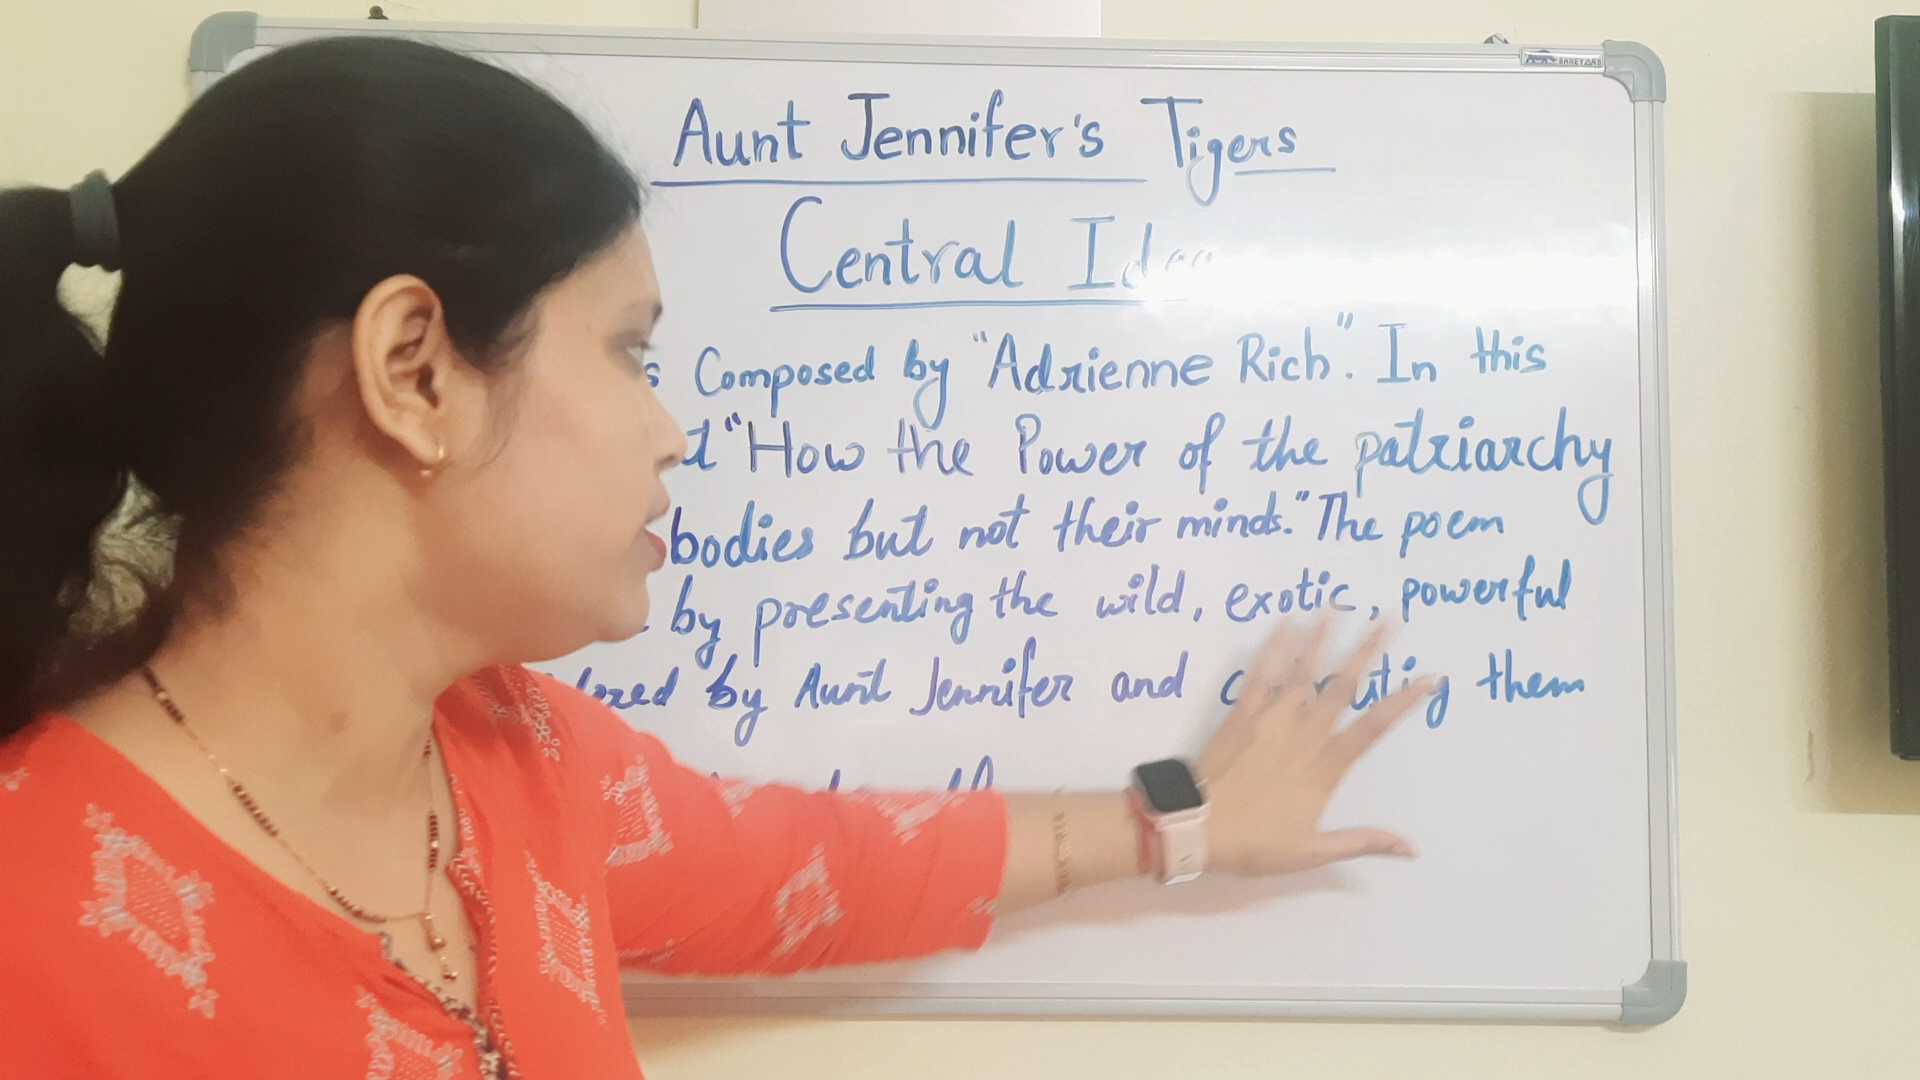 SHREYANS
Aunt Jennifer's Tigers
Central Idea
Composed by "Adrienne Rich". In this
"How the Power of the patriarchy
bodies but not their minds." The poem
by presenting the wild, exotic, powerful
by Aunt Jennifer and them